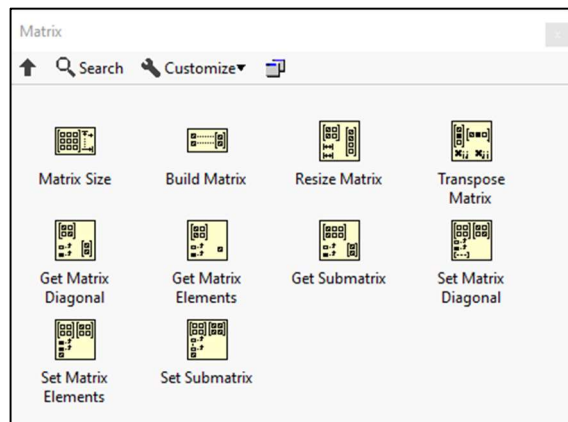 Matrix
Search Customize
Matrix Size Build Matrix Resize Matrix Transpose
Matrix
Get Matrix Get Matrix Get Submatrix Set Matrix
Diagonal Elements Diagonal
Set Matrix Set Submatrix
Elements